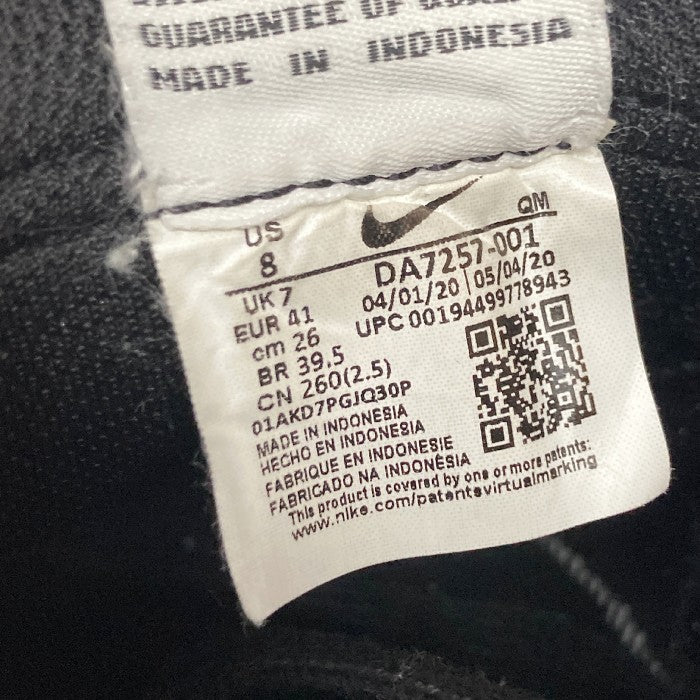 GUARANTEE OF
MADE IN INDONESIA
QM
US
8
DA7257-001
UK 7
04/01/20 05/04/20
EUR 41
UPC 00194499778943
cm 26
BR 39.5
CN 260(2.5)
01AKD7PGJQ30P
MADE IN INDONESIA
HECHO EN INDONESIA
FABRIQUE EN INDONESIE
FABRICADO NA INDONÉSIA
This product is covered by one or more patents:
www.nike.com/patentsvirtualmarking